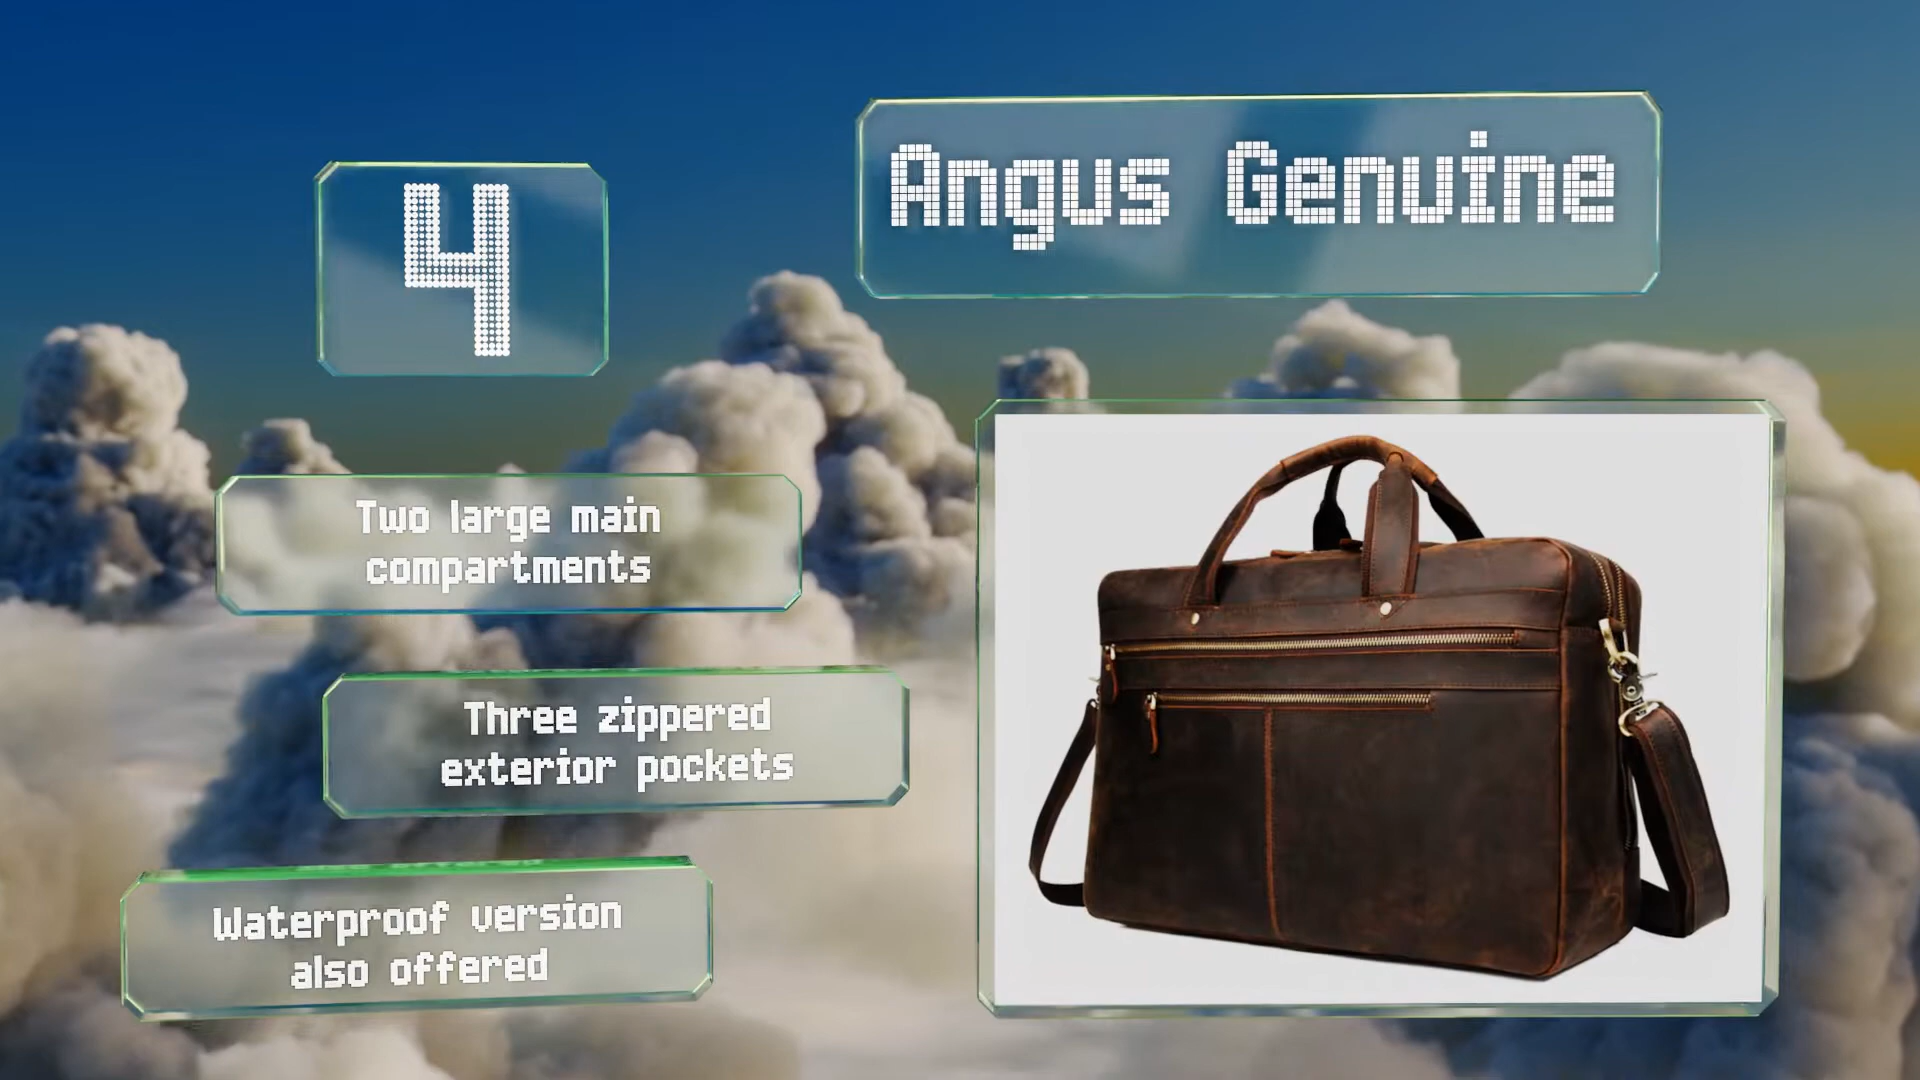 4
Angus Genuine
Two large main
compartments
Three zippered
exterior pockets
Waterproof version
also offered